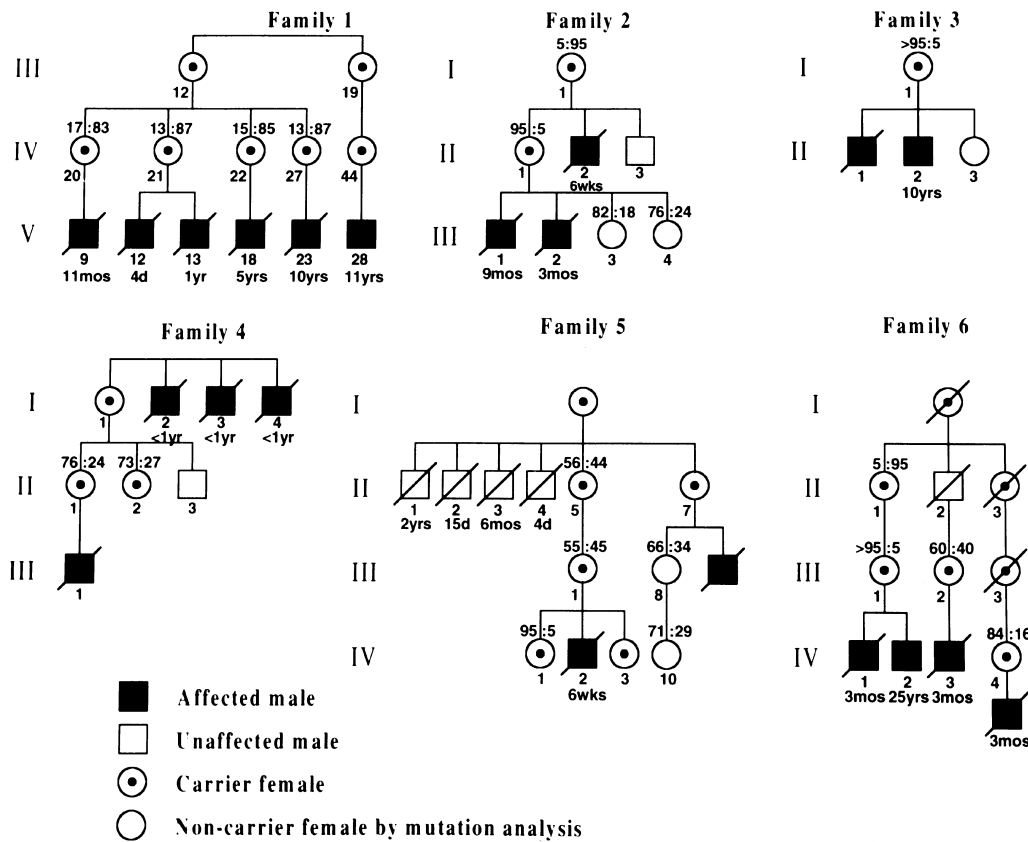 Family 1
Family 2
Family 3
III
12
19
I
5:95
1
I
>95:5
1
IV
17:83
13:87
15:85
13:87
20
21
22
27
44
II
95:5
1
2
6wks
3
II
1
2
10yrs
3
V
9
11mos
12
4d
13
1yr
18
5yrs
23
10yrs
28
11yrs
III
1
9mos
2
3mos
82:18
3
76:24
4
Family 4
Family 5
Family 6
I
1
2
<1yr
3
<1yr
4
<1yr
II
76:24
1
73:27
2
3
III
1
I
II
1
2yrs
2
15d
3
6mos
4
4d
56:44
5
7
III
55:45
1
66:34
8
IV
95:5
1
2
6wks
3
71:29
10
I
II
5:95
1
2
3
III
>95:5
1
60:40
2
3
IV
1
3mos
2
25yrs
3
3mos
84:16
4
3mos
Affected male
Unaffected male
Carrier female
Non-carrier female by mutation analysis